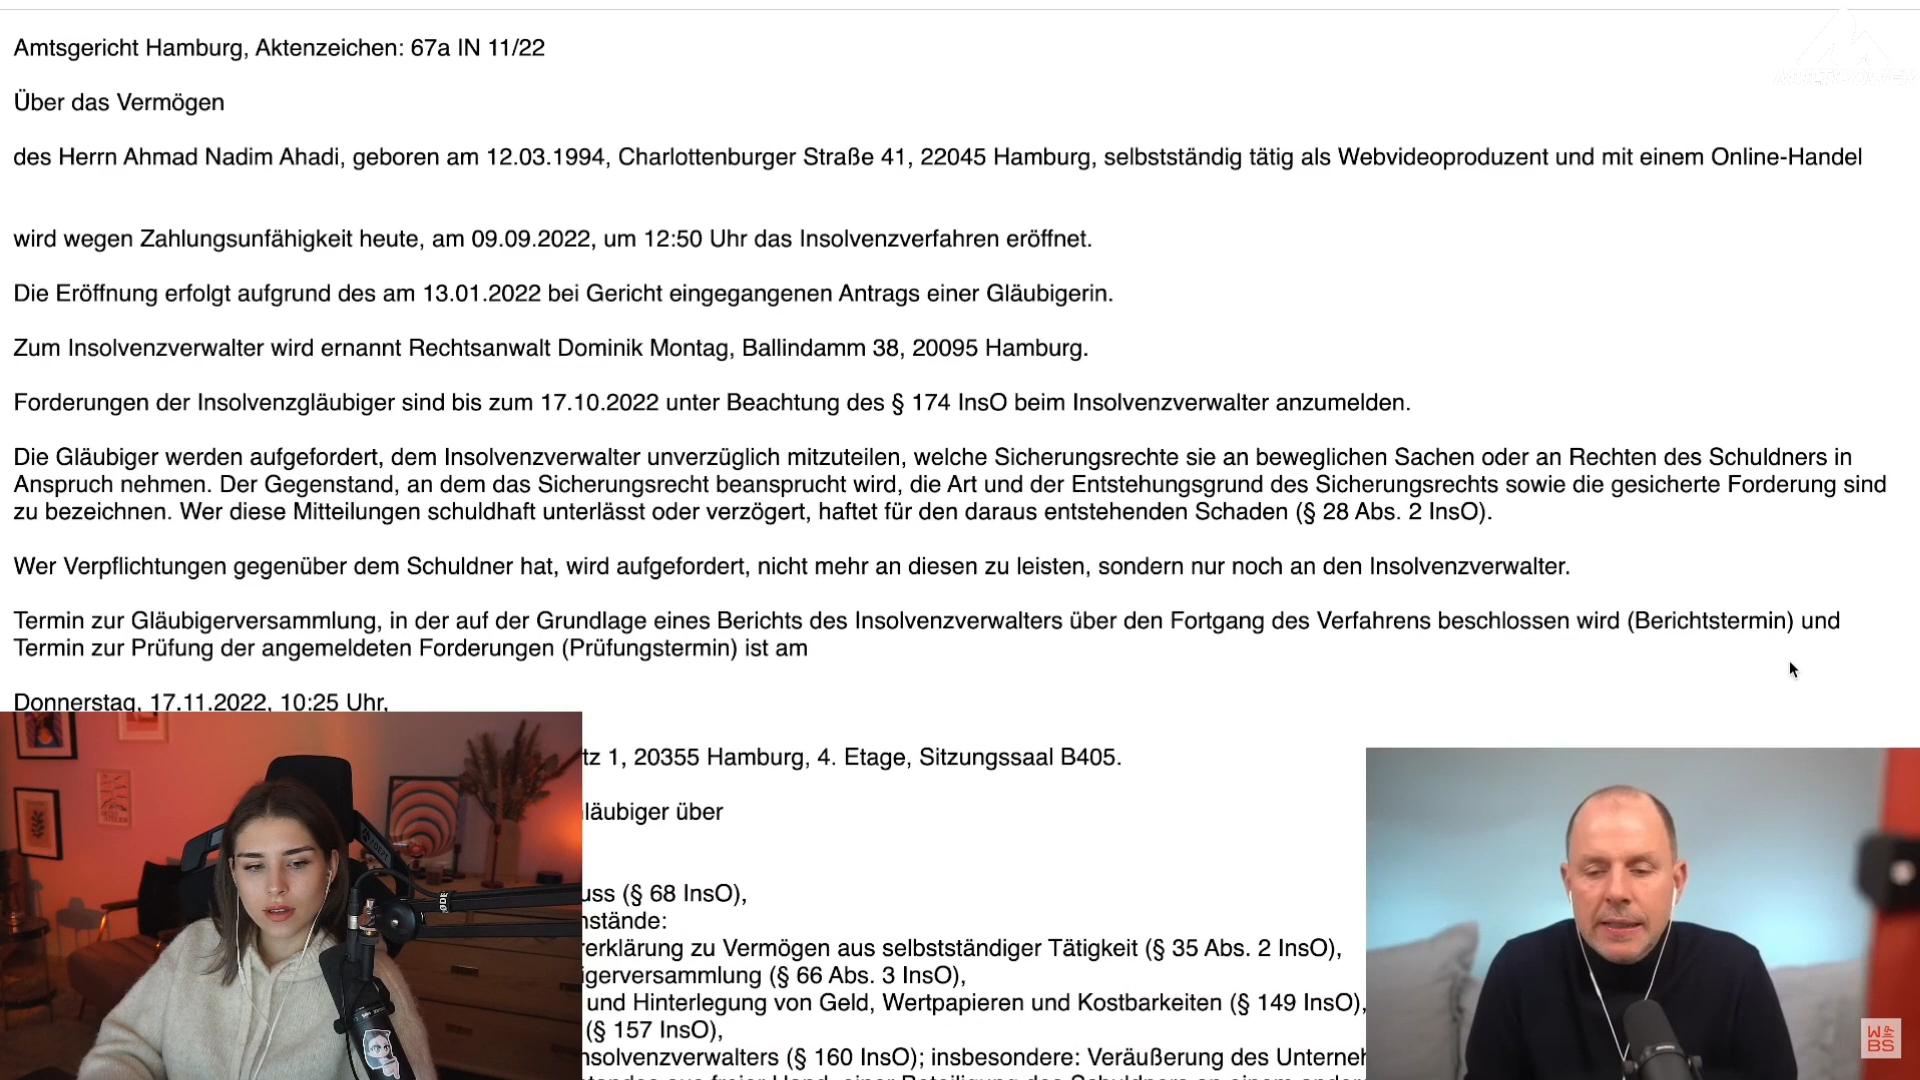 Amtsgericht Hamburg, Aktenzeichen: 67a IN 11/22
Über das Vermögen
des Herrn Ahmad Nadim Ahadi, geboren am 12.03.1994, Charlottenburger Straße 41, 22045 Hamburg, selbstständig tätig als Webvideoproduzent und mit einem Online-Handel
wird wegen Zahlungsunfähigkeit heute, am 09.09.2022, um 12:50 Uhr das Insolvenzverfahren eröffnet.
Die Eröffnung erfolgt aufgrund des am 13.01.2022 bei Gericht eingegangenen Antrags einer Gläubigerin.
Zum Insolvenzverwalter wird ernannt Rechtsanwalt Dominik Montag, Ballindamm 38, 20095 Hamburg.
Forderungen der Insolvenzgläubiger sind bis zum 17.10.2022 unter Beachtung des § 174 InsO beim Insolvenzverwalter anzumelden.
Die Gläubiger werden aufgefordert, dem Insolvenzverwalter unverzüglich mitzuteilen, welche Sicherungsrechte sie an beweglichen Sachen oder an Rechten des Schuldners in
Anspruch nehmen. Der Gegenstand, an dem das Sicherungsrecht beansprucht wird, die Art und der Entstehungsgrund des Sicherungsrechts sowie die gesicherte Forderung sind
zu bezeichnen. Wer diese Mitteilungen schuldhaft unterlässt oder verzögert, haftet für den daraus entstehenden Schaden (§ 28 Abs. 2 InsO).
Wer Verpflichtungen gegenüber dem Schuldner hat, wird aufgefordert, nicht mehr an diesen zu leisten, sondern nur noch an den Insolvenzverwalter.
Termin zur Gläubigerversammlung, in der auf der Grundlage eines Berichts des Insolvenzverwalters über den Fortgang des Verfahrens beschlossen wird (Berichtstermin) und
Termin zur Prüfung der angemeldeten Forderungen (Prüfungstermin) ist am
Donnerstag, 17.11.2022, 10:25 Uhr,
tz 1, 20355 Hamburg, 4. Etage, Sitzungssaal B405.
läubiger über
uss (§ 68 InsO),
nstände:
erklärung zu Vermögen aus selbstständiger Tätigkeit (§ 35 Abs. 2 InsO),
igerversammlung (§ 66 Abs. 3 InsO),
und Hinterlegung von Geld, Wertpapieren und Kostbarkeiten (§ 149 InsO),
(§ 157 InsO),
nsolvenzverwalters (§ 160 InsO); insbesondere: Veräußerung des Unterneh
RØDE
WBS